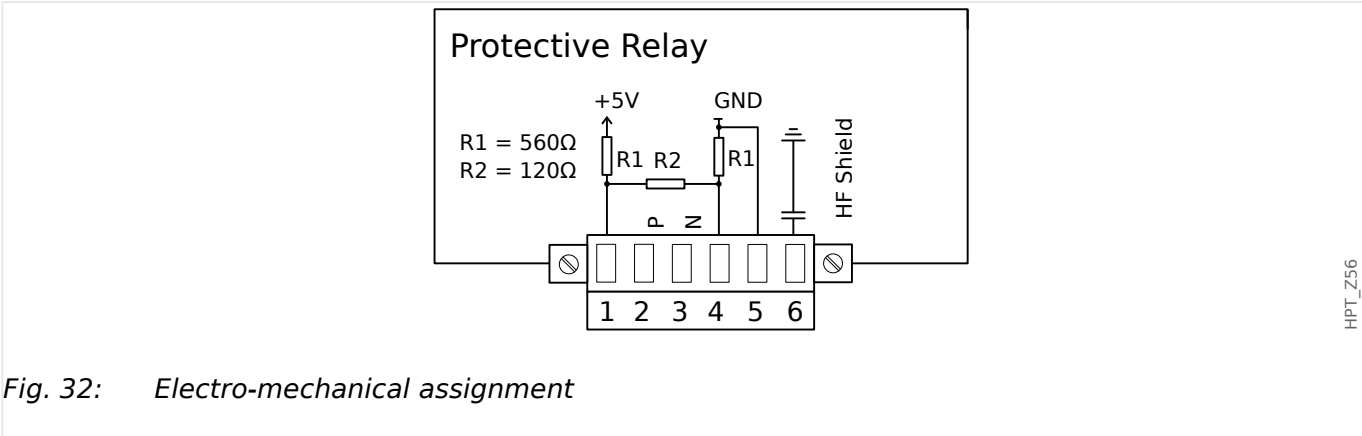 Protective Relay
+5V GND
R1 = 560Ω
R2 = 120Ω
R1 R2 R1
HF Shield
P N
1 2 3 4 5 6
HPT_Z56
Fig. 32: Electro-mechanical assignment